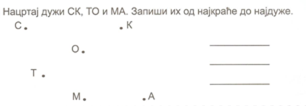 Нацртај дужи СК, ТО и МА. Запиши их од најкраће до најдуже.
С. . К
О.
Т .
М. . А